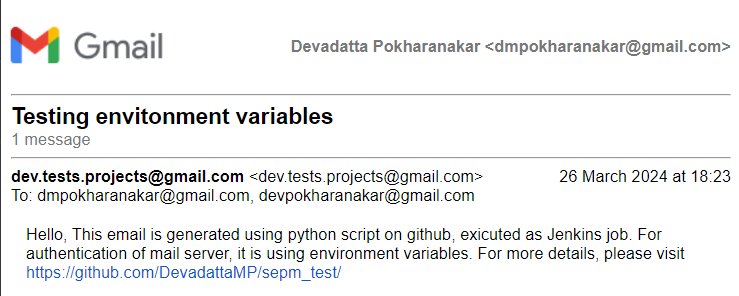 Gmail
Devadatta Pokharanakar <dmpokharanakar@gmail.com>
Testing envitonment variables
1 message
dev.tests.projects@gmail.com <dev.tests.projects@gmail.com> 26 March 2024 at 18:23
To: dmpokharanakar@gmail.com, devpokharanakar@gmail.com
Hello, This email is generated using python script on github, exicuted as Jenkins job. For
authentication of mail server, it is using environment variables. For more details, please visit
https://github.com/DevadattaMP/sepm_test/